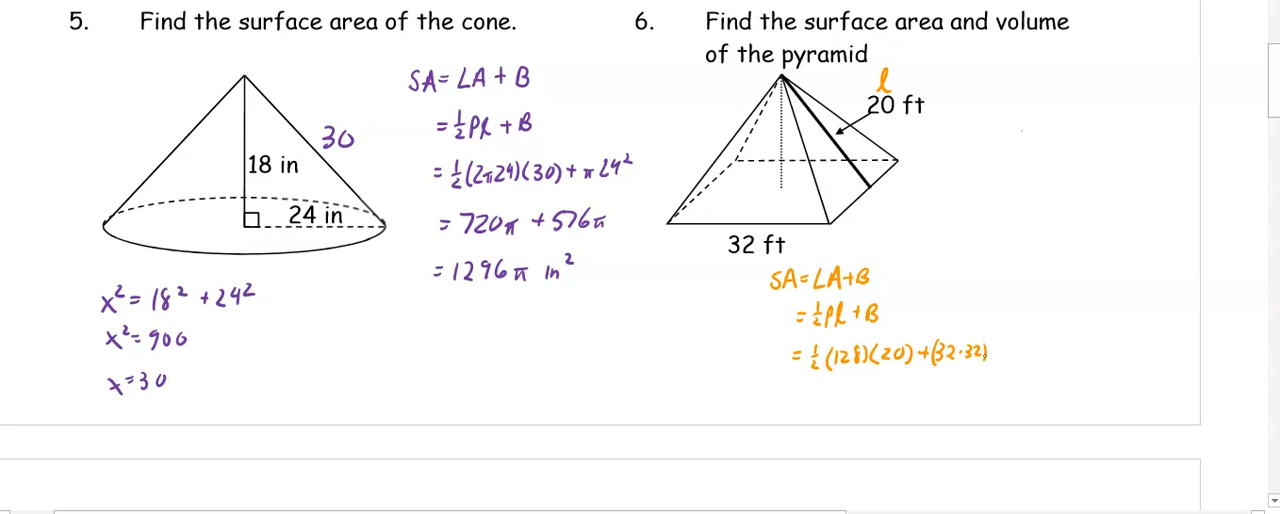 5. Find the surface area of the cone.
SA = LA + B
= ½Pl + B
= ½(2π24)(30) + π24²
= 720π + 576π
= 1296π in²
30
18 in
24 in
x² = 18² + 24²
x² = 900
x = 30
6. Find the surface area and volume
of the pyramid
l
20 ft
32 ft
SA = LA + B
= ½Pl + B
= ½(128)(20) + (32·32)